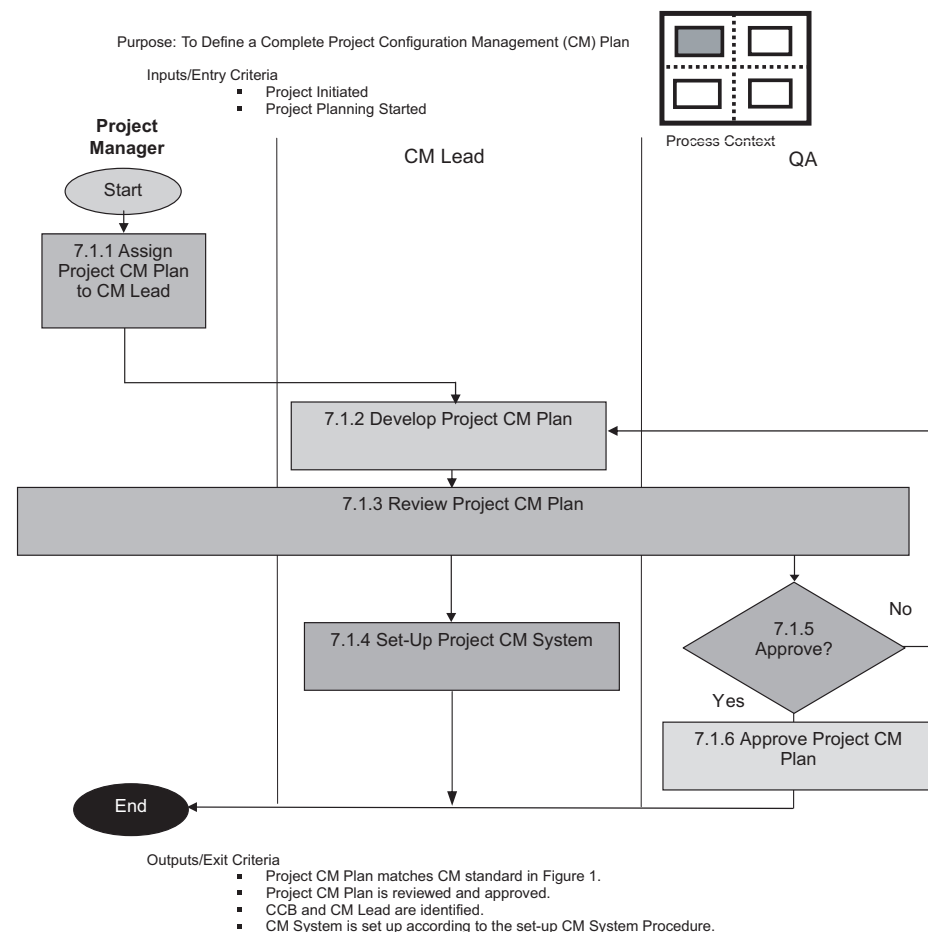 Purpose: To Define a Complete Project Configuration Management (CM) Plan
Inputs/Entry Criteria
▪ Project Initiated
▪ Project Planning Started
Process Context
Project
Manager
CM Lead
QA
Start
7.1.1 Assign
Project CM Plan
to CM Lead
7.1.2 Develop Project CM Plan
7.1.3 Review Project CM Plan
7.1.4 Set-Up Project CM System
7.1.5
Approve?
No
Yes
7.1.6 Approve Project CM
Plan
End
Outputs/Exit Criteria
▪ Project CM Plan matches CM standard in Figure 1.
▪ Project CM Plan is reviewed and approved.
▪ CCB and CM Lead are identified.
▪ CM System is set up according to the set-up CM System Procedure.